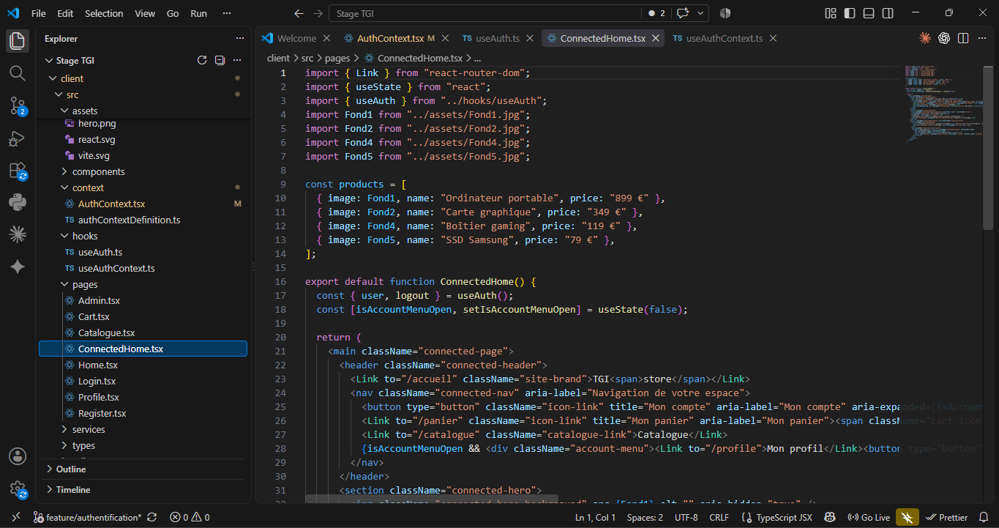 File Edit Selection View Go Run ··· Stage TGI 2
Explorer ···
Stage TGI ···
client
src
assets
hero.png
react.svg
vite.svg
components
context
AuthContext.tsx M
TS authContextDefinition.ts
hooks
TS useAuth.ts
TS useAuthContext.ts
pages
Admin.tsx
Cart.tsx
Catalogue.tsx
ConnectedHome.tsx
Home.tsx
Login.tsx
Profile.tsx
Register.tsx
services
types
Outline
Timeline
2
Welcome AuthContext.tsx M TS useAuth.ts ConnectedHome.tsx TS useAuthContext.ts ···
client > src > pages > ConnectedHome.tsx > ...
1 import { Link } from "react-router-dom";
2 import { useState } from "react";
3 import { useAuth } from "../hooks/useAuth";
4 import Fond1 from "../assets/Fond1.jpg";
5 import Fond2 from "../assets/Fond2.jpg";
6 import Fond4 from "../assets/Fond4.jpg";
7 import Fond5 from "../assets/Fond5.jpg";
8
9 const products = [
10 { image: Fond1, name: "Ordinateur portable", price: "899 €" },
11 { image: Fond2, name: "Carte graphique", price: "349 €" },
12 { image: Fond4, name: "Boîtier gaming", price: "119 €" },
13 { image: Fond5, name: "SSD Samsung", price: "79 €" },
14 ];
15
16 export default function ConnectedHome() {
17 const { user, logout } = useAuth();
18 const [isAccountMenuOpen, setIsAccountMenuOpen] = useState(false);
19
20 return (
21 <main className="connected-page">
22 <header className="connected-header">
23 <Link to="/accueil" className="site-brand">TGI<span>store</span></Link>
24 <nav className="connected-nav" aria-label="Navigation de votre espace">
25 <button type="button" className="icon-link" title="Mon compte" aria-label="Mon compte" aria-expanded={isAccoun
26 <Link to="/panier" className="icon-link" title="Mon panier" aria-label="Mon panier"><span className="cart-icon
27 <Link to="/catalogue" className="catalogue-link">Catalogue</Link>
28 {isAccountMenuOpen && <div className="account-menu"><Link to="/profile">Mon profil</Link><button type="button"
29 </nav>
30 </header>
31 <section className="connected-hero">
feature/authentification* 0 0 Ln 1, Col 1 Spaces: 2 UTF-8 CRLF {} TypeScript JSX Go Live Prettier